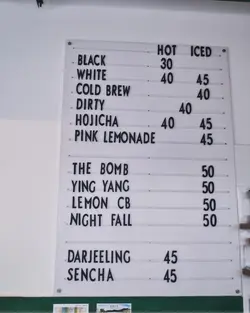 HOT ICED
BLACK 30
WHITE 40 45
COLD BREW 40
DIRTY 40
HOJICHA 40 45
PINK LEMONADE 45
THE BOMB 50
YING YANG 50
LEMON CB 50
NIGHT FALL 50
DARJEELING 45
SENCHA 45